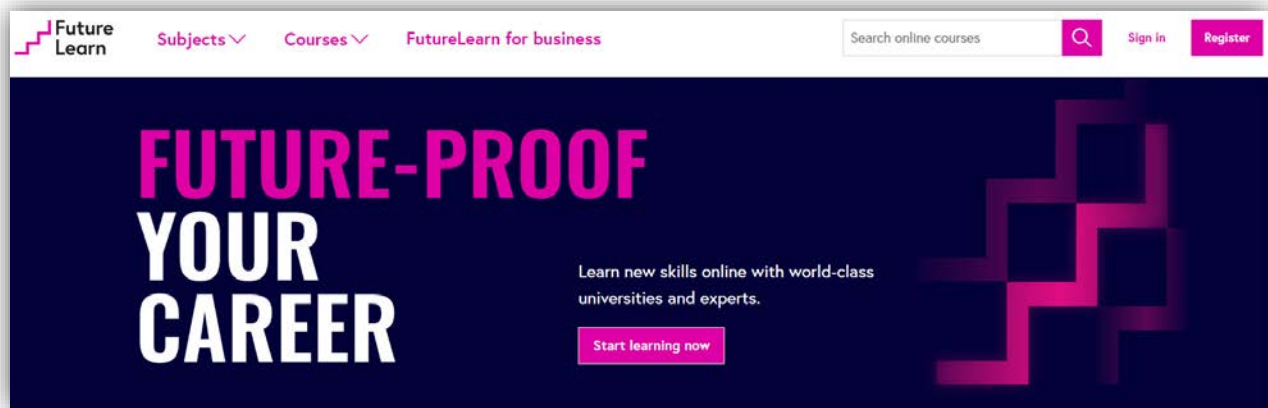 Future
Learn
Subjects
Courses
FutureLearn for business
Search online courses
Sign in
Register
FUTURE-PROOF
YOUR
CAREER
Learn new skills online with world-class
universities and experts.
Start learning now